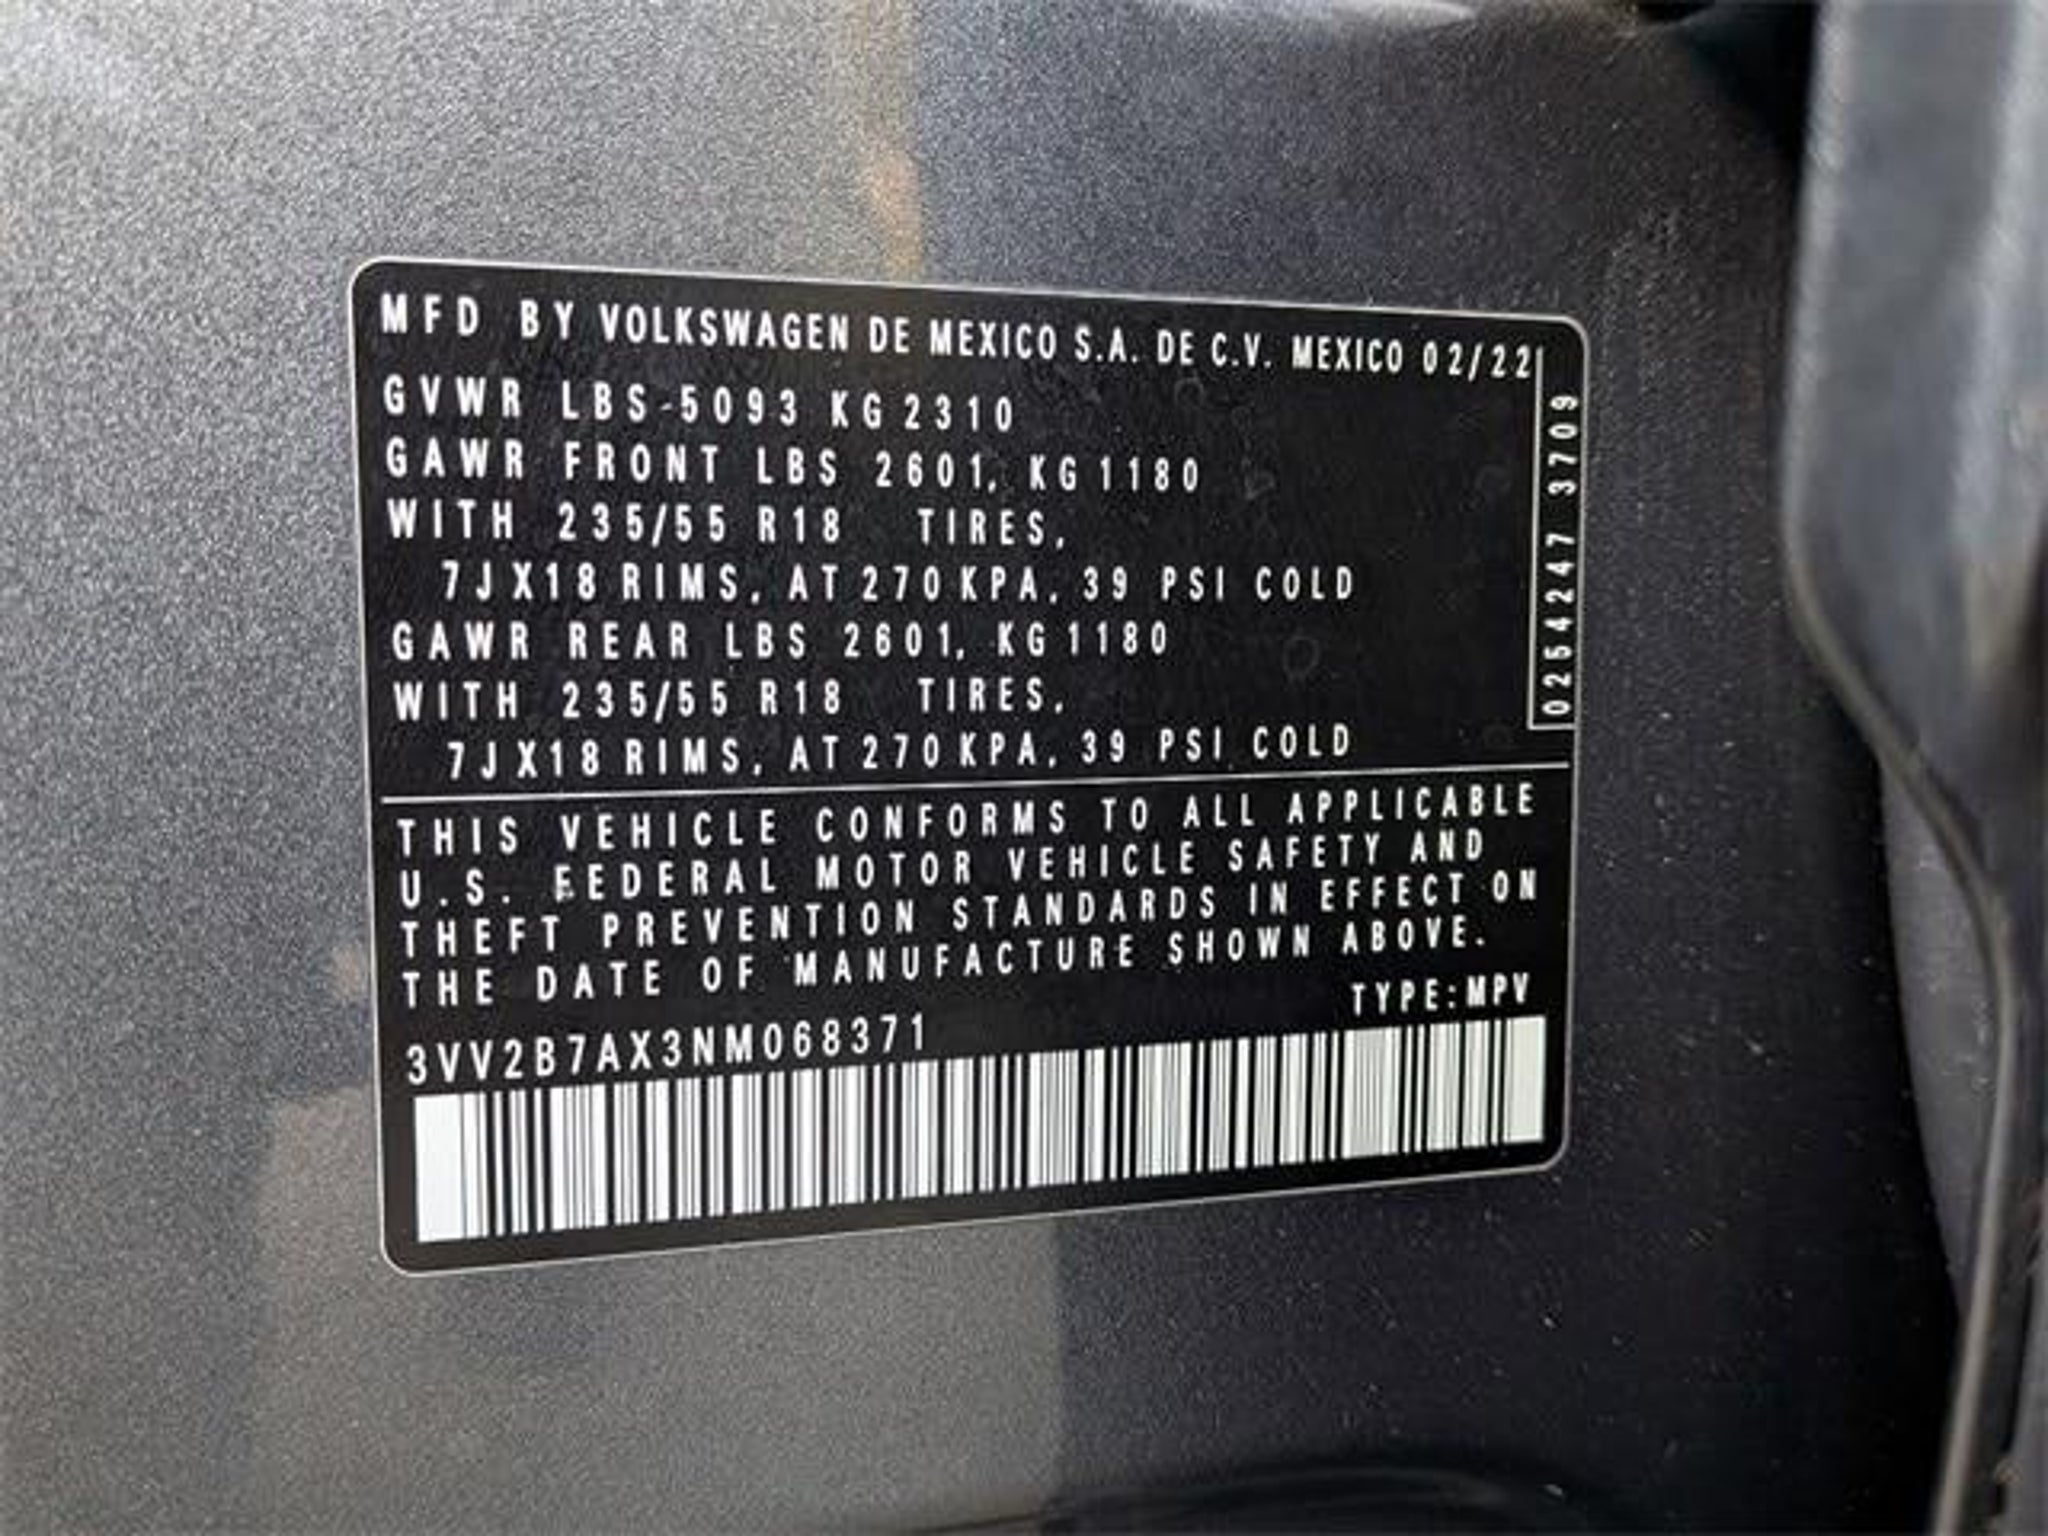 MFD BY VOLKSWAGEN DE MEXICO S.A. DE C.V. MEXICO 02/22
GVWR LBS-5093 KG 2310
GAWR FRONT LBS 2601, KG 1180
WITH 235/55 R18 TIRES,
7J X18 RIMS, AT 270 KPA, 39 PSI COLD
GAWR REAR LBS 2601, KG 1180
WITH 235/55 R18 TIRES,
7J X18 RIMS, AT 270 KPA, 39 PSI COLD
0254247 3709
THIS VEHICLE CONFORMS TO ALL APPLICABLE
U.S. FEDERAL MOTOR VEHICLE SAFETY AND
THEFT PREVENTION STANDARDS IN EFFECT ON
THE DATE OF MANUFACTURE SHOWN ABOVE.
TYPE:MPV
3VV2B7AX3NM068371